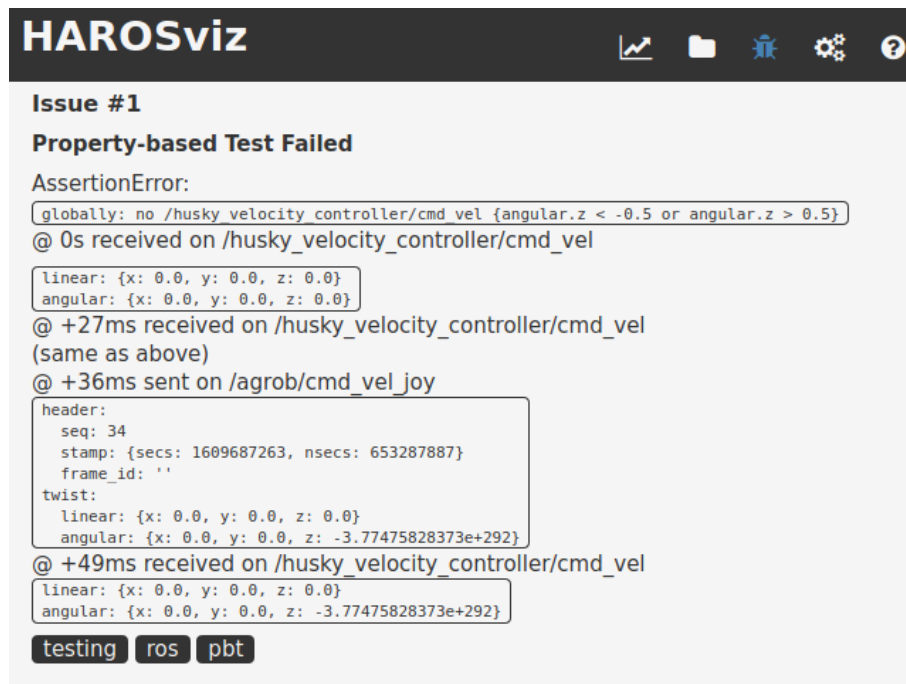 HAROSviz
Issue #1
Property-based Test Failed
AssertionError:
globally: no /husky_velocity_controller/cmd_vel {angular.z < -0.5 or angular.z > 0.5}
@ 0s received on /husky_velocity_controller/cmd_vel
linear: {x: 0.0, y: 0.0, z: 0.0}
angular: {x: 0.0, y: 0.0, z: 0.0}
@ +27ms received on /husky_velocity_controller/cmd_vel
(same as above)
@ +36ms sent on /agrob/cmd_vel_joy
header:
  seq: 34
  stamp: {secs: 1609687263, nsecs: 653287887}
  frame_id: ''
twist:
  linear: {x: 0.0, y: 0.0, z: 0.0}
  angular: {x: 0.0, y: 0.0, z: -3.77475828373e+292}
@ +49ms received on /husky_velocity_controller/cmd_vel
linear: {x: 0.0, y: 0.0, z: 0.0}
angular: {x: 0.0, y: 0.0, z: -3.77475828373e+292}
testing ros pbt